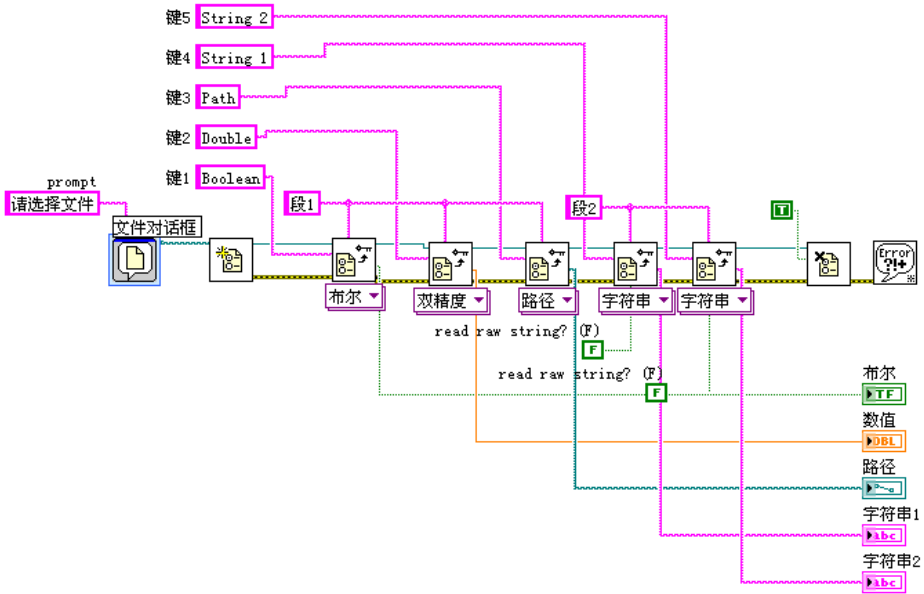 键5 String 2
键4 String 1
键3 Path
键2 Double
prompt
键1 Boolean
请选择文件
段1
段2
T
文件对话框
Error
?!+
布尔
双精度
路径
字符串
字符串
read raw string? (F)
F
read raw string? (F)
F
布尔
TF
数值
DBL
路径
字符串1
abc
字符串2
abc